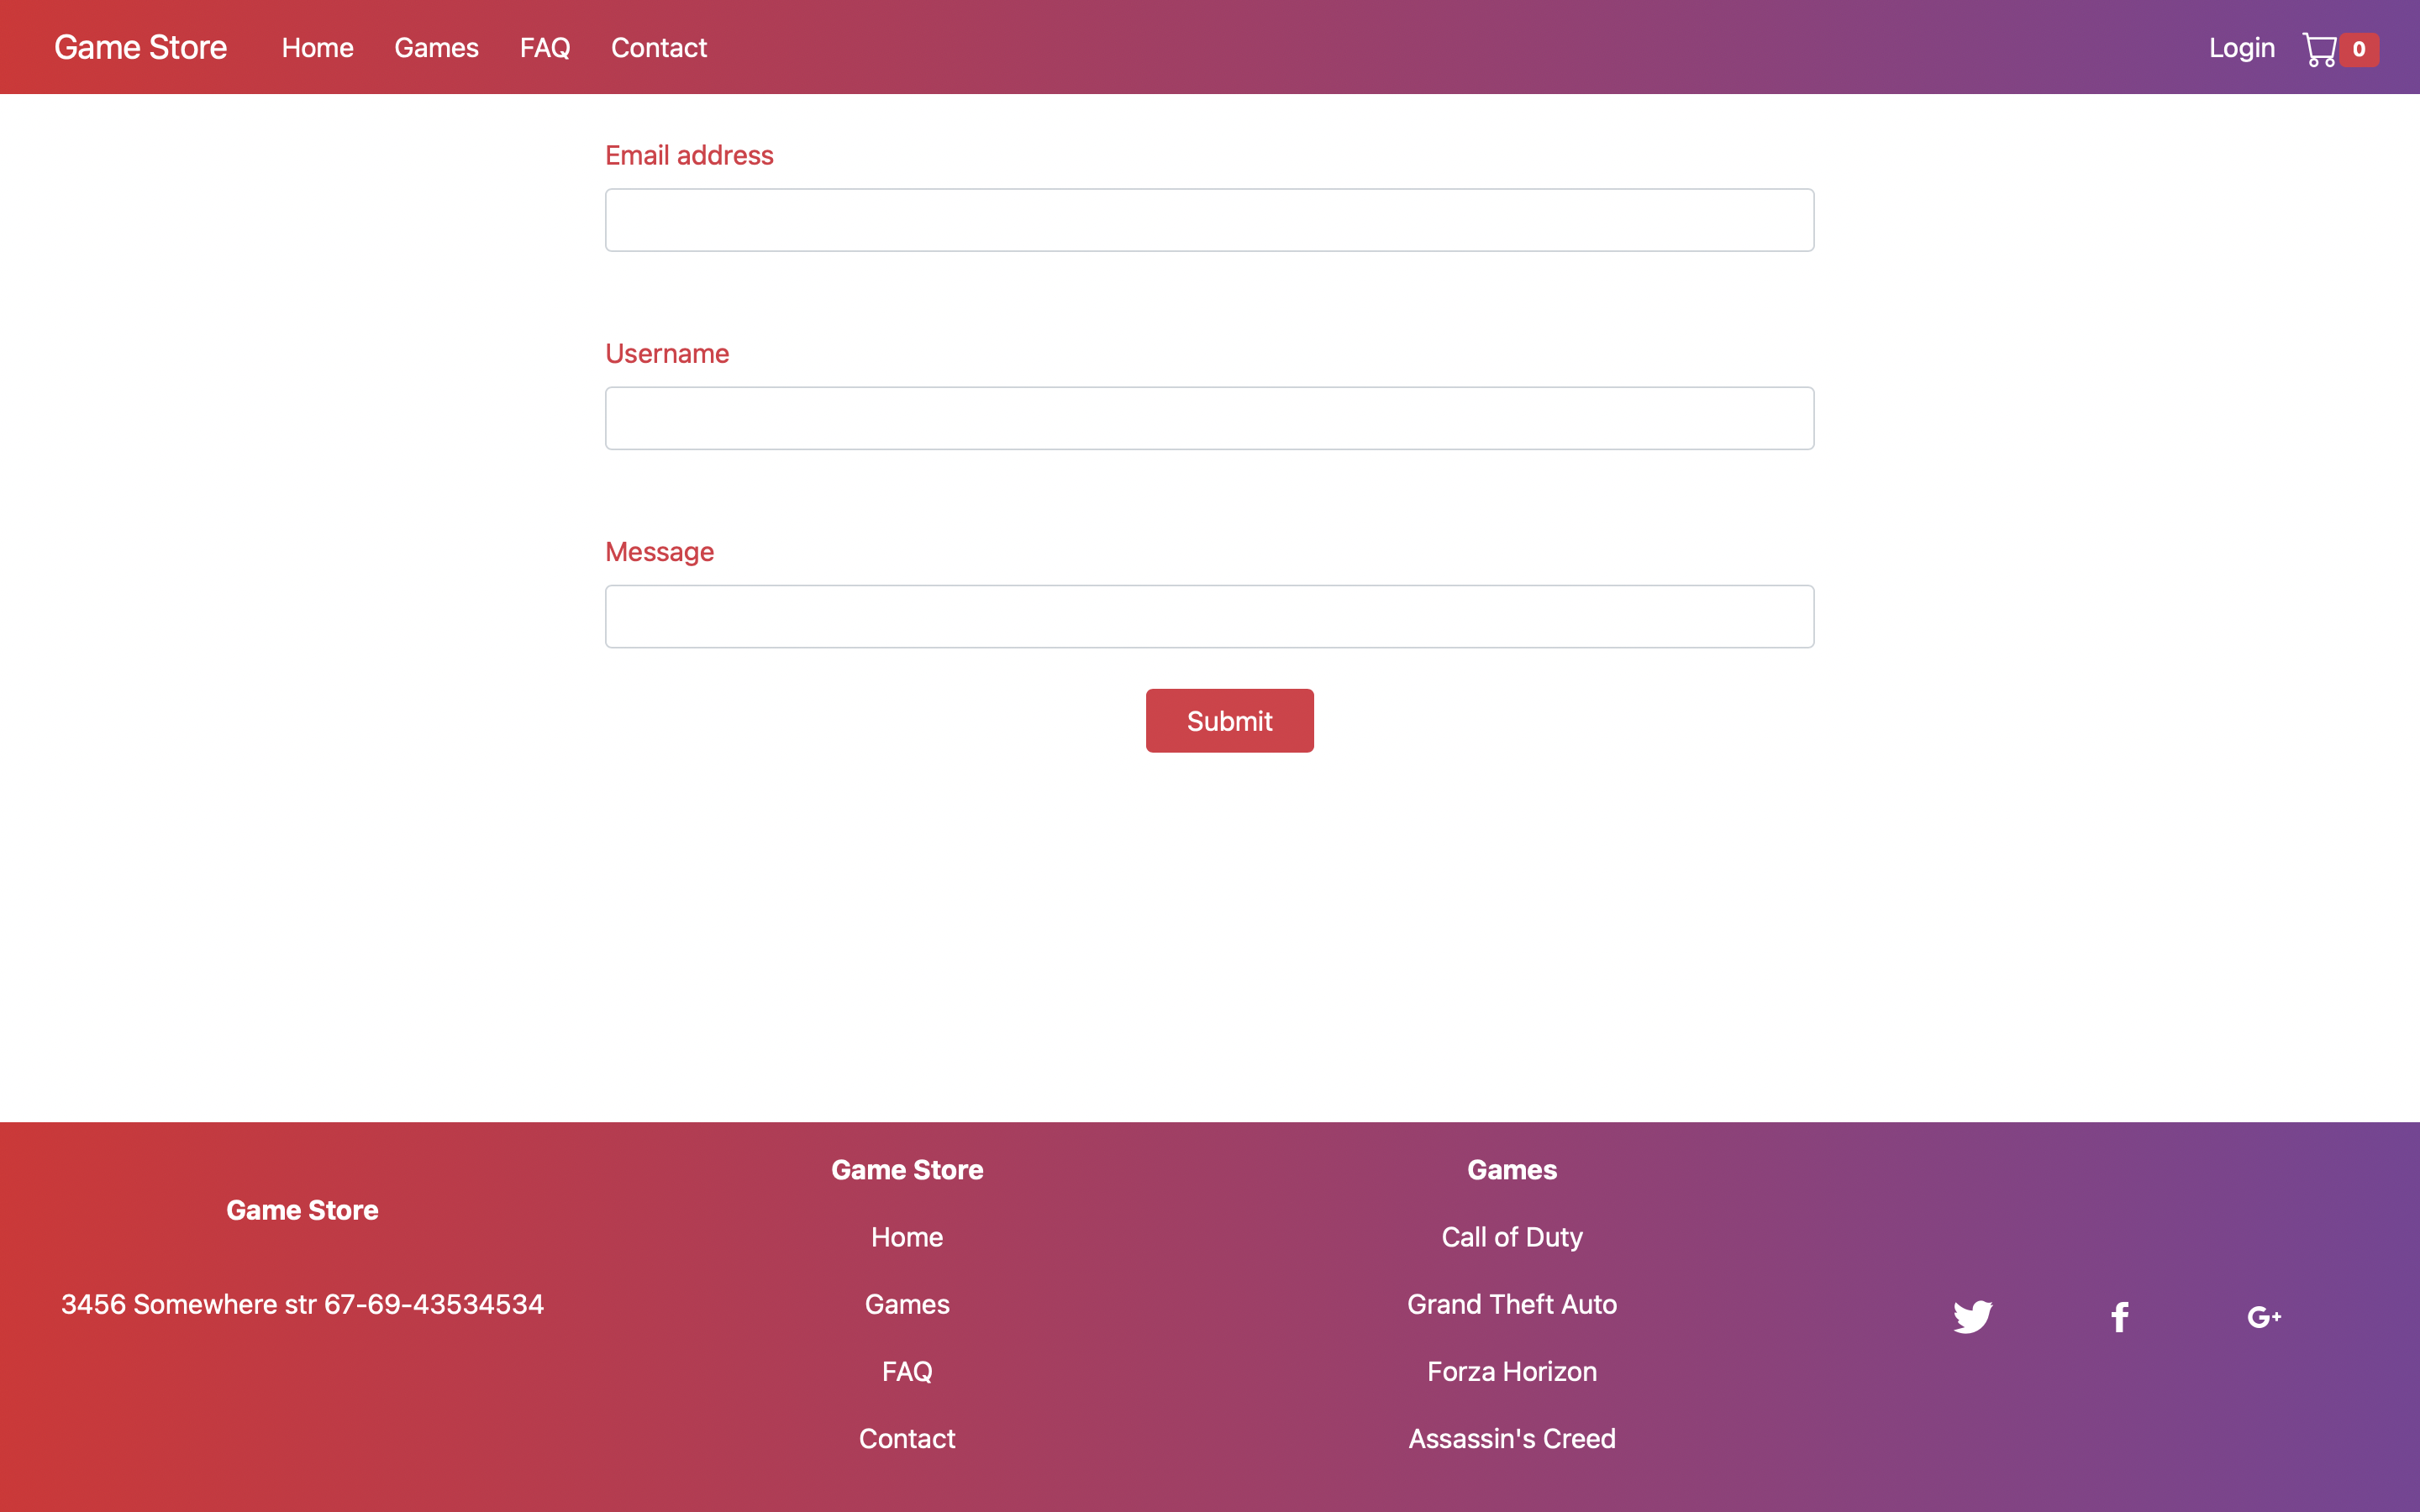 Game Store Home Games FAQ Contact Login 0
Email address
Username
Message
Submit
Game Store
3456 Somewhere str 67-69-43534534
Game Store
Home
Games
FAQ
Contact
Games
Call of Duty
Grand Theft Auto
Forza Horizon
Assassin's Creed
G+